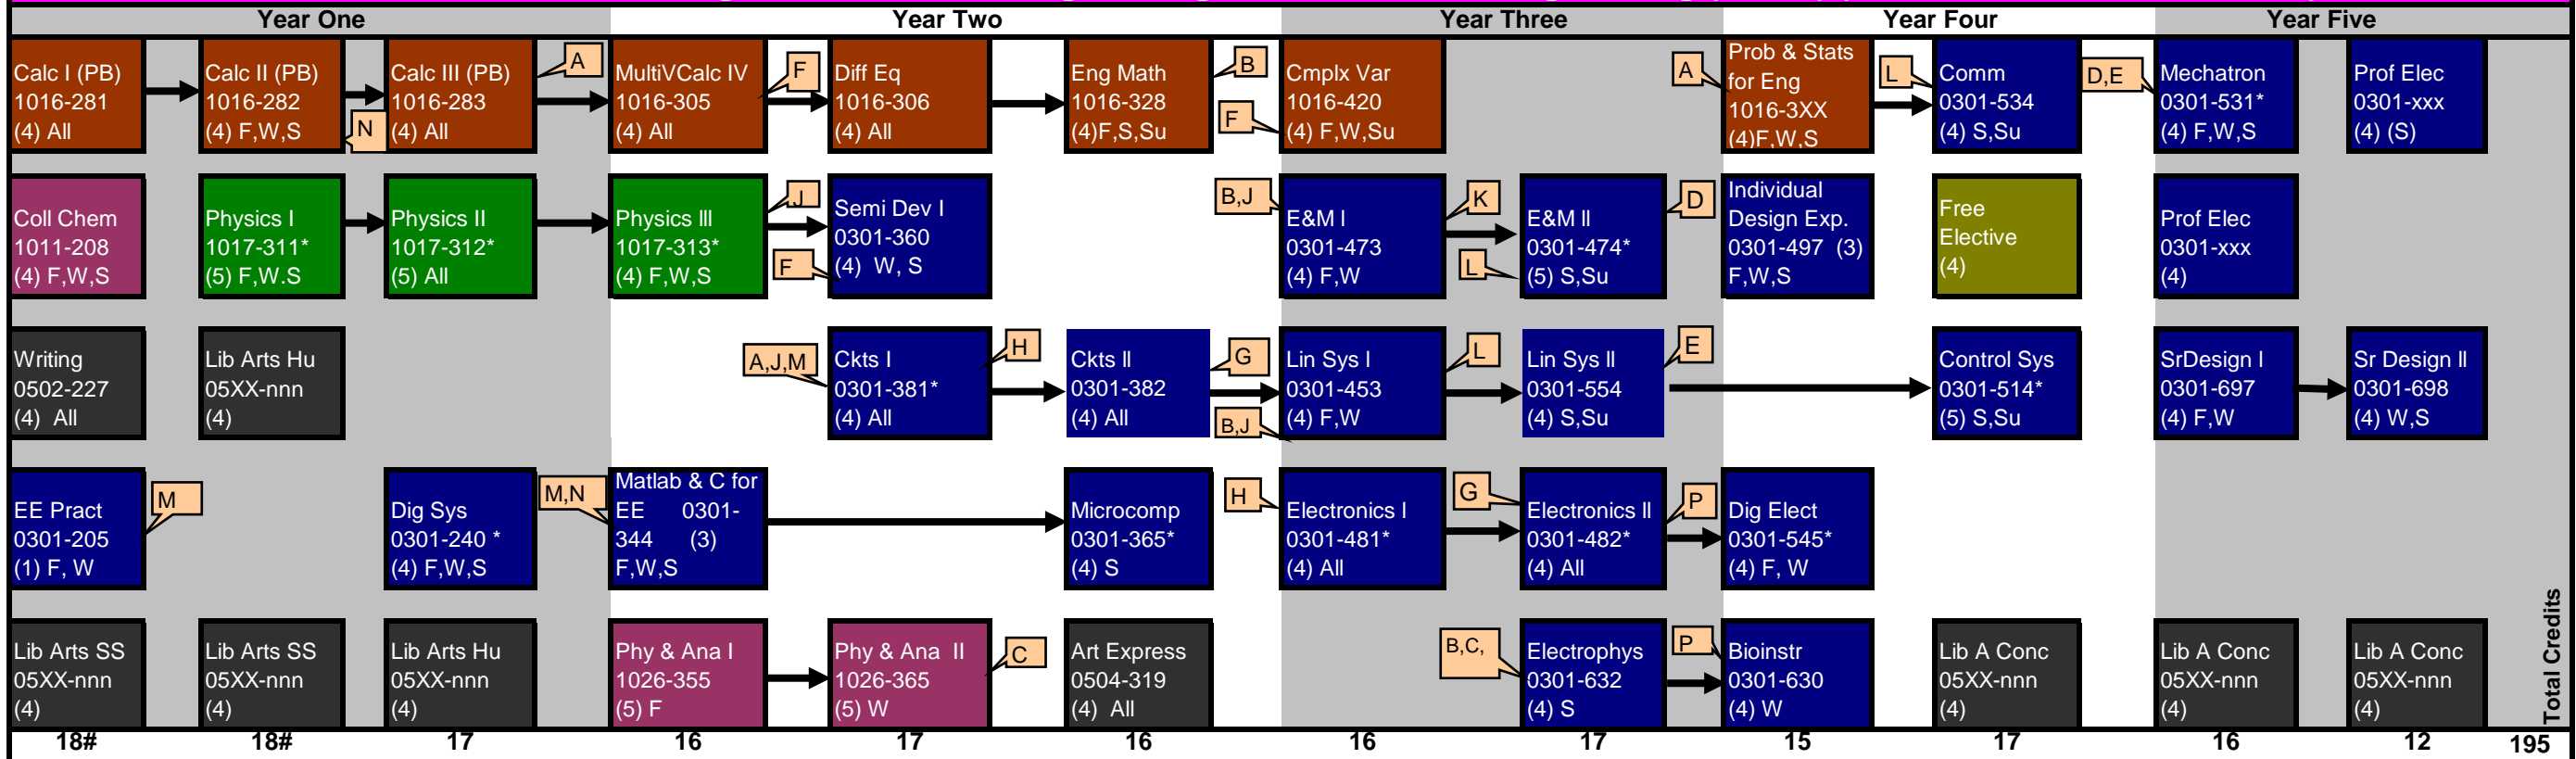 Year One
Year Two
Year Three
Year Four
Year Five
Calc I (PB)
1016-281
(4) All
Calc II (PB)
1016-282
(4) F,W,S
N
Calc III (PB)
1016-283
(4) All
A
MultiVCalc IV
1016-305
(4) All
F
Diff Eq
1016-306
(4) All
Eng Math
1016-328
(4)F,S,Su
B
F
Cmplx Var
1016-420
(4) F,W,Su
A
Prob & Stats
for Eng
1016-3XX
(4)F,W,S
L
Comm
0301-534
(4) S,Su
D,E
Mechatron
0301-531*
(4) F,W,S
Prof Elec
0301-xxx
(4) (S)
Coll Chem
1011-208
(4) F,W,S
Physics I
1017-311*
(5) F,W.S
Physics II
1017-312*
(5) All
Physics III
1017-313*
(4) F,W,S
J
F
Semi Dev I
0301-360
(4) W, S
B,J
E&M I
0301-473
(4) F,W
K
L
E&M II
0301-474*
(5) S,Su
D
Individual
Design Exp.
0301-497 (3)
F,W,S
Free
Elective
(4)
Prof Elec
0301-xxx
(4)
Writing
0502-227
(4) All
Lib Arts Hu
05XX-nnn
(4)
A,J,M
Ckts I
0301-381*
(4) All
H
Ckts II
0301-382
(4) All
G
B,J
Lin Sys I
0301-453
(4) F,W
L
Lin Sys II
0301-554
(4) S,Su
E
Control Sys
0301-514*
(5) S,Su
SrDesign I
0301-697
(4) F,W
Sr Design II
0301-698
(4) W,S
EE Pract
0301-205
(1) F, W
M
Dig Sys
0301-240 *
(4) F,W,S
M,N
Matlab & C for
EE 0301-
344 (3)
F,W,S
Microcomp
0301-365*
(4) S
H
Electronics I
0301-481*
(4) All
G
Electronics II
0301-482*
(4) All
P
Dig Elect
0301-545*
(4) F, W
Lib Arts SS
05XX-nnn
(4)
Lib Arts SS
05XX-nnn
(4)
Lib Arts Hu
05XX-nnn
(4)
Phy & Ana I
1026-355
(5) F
Phy & Ana II
1026-365
(5) W
C
Art Express
0504-319
(4) All
B,C,
Electrophys
0301-632
(4) S
P
Bioinstr
0301-630
(4) W
Lib A Conc
05XX-nnn
(4)
Lib A Conc
05XX-nnn
(4)
Lib A Conc
05XX-nnn
(4)
Total Credits
18#
18#
17
16
17
16
16
17
15
17
16
12
195